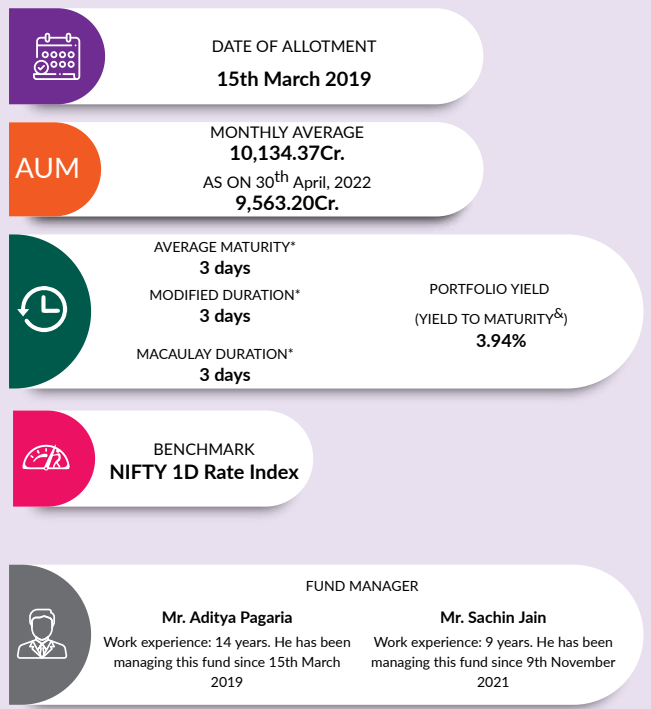 DATE OF ALLOTMENT
15th March 2019
AUM
MONTHLY AVERAGE
10,134.37Cr.
AS ON 30th April, 2022
9,563.20Cr.
AVERAGE MATURITY*
3 days
MODIFIED DURATION*
3 days
MACAULAY DURATION*
3 days
PORTFOLIO YIELD
(YIELD TO MATURITY&)
3.94%
BENCHMARK
NIFTY 1D Rate Index
FUND MANAGER
Mr. Aditya Pagaria
Work experience: 14 years. He has been
managing this fund since 15th March
2019
Mr. Sachin Jain
Work experience: 9 years. He has been
managing this fund since 9th November
2021